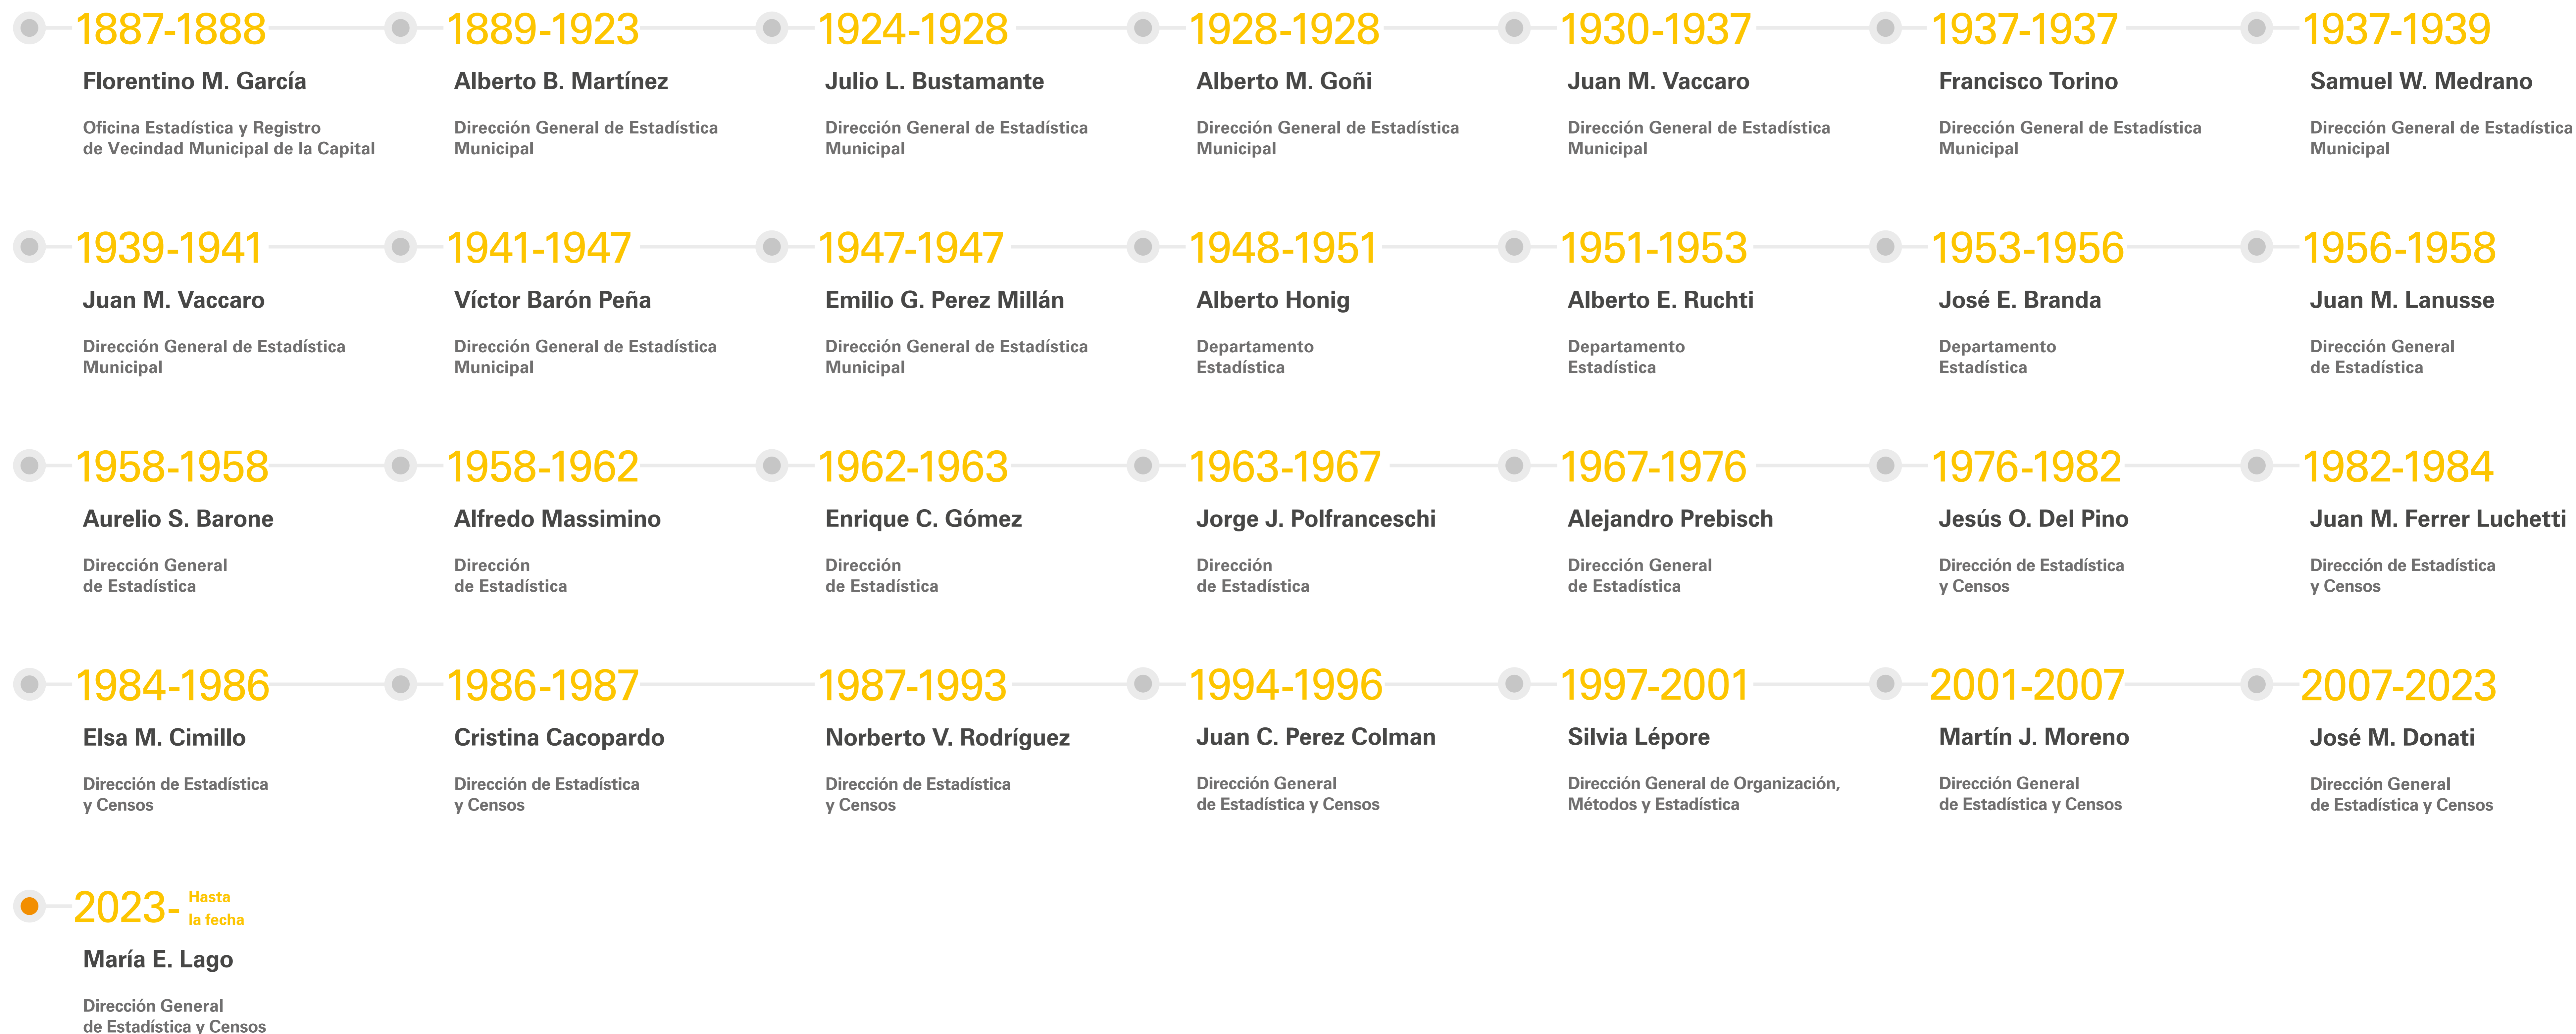 1887-1888
Florentino M. García
Oficina Estadística y Registro
de Vecindad Municipal de la Capital
1889-1923
Alberto B. Martínez
Dirección General de Estadística
Municipal
1924-1928
Julio L. Bustamante
Dirección General de Estadística
Municipal
1928-1928
Alberto M. Goñi
Dirección General de Estadística
Municipal
1930-1937
Juan M. Vaccaro
Dirección General de Estadística
Municipal
1937-1937
Francisco Torino
Dirección General de Estadística
Municipal
1937-1939
Samuel W. Medrano
Dirección General de Estadística
Municipal
1939-1941
Juan M. Vaccaro
Dirección General de Estadística
Municipal
1941-1947
Víctor Barón Peña
Dirección General de Estadística
Municipal
1947-1947
Emilio G. Perez Millán
Dirección General de Estadística
Municipal
1948-1951
Alberto Honig
Departamento
Estadística
1951-1953
Alberto E. Ruchti
Departamento
Estadística
1953-1956
José E. Branda
Departamento
Estadística
1956-1958
Juan M. Lanusse
Dirección General
de Estadística
1958-1958
Aurelio S. Barone
Dirección General
de Estadística
1958-1962
Alfredo Massimino
Dirección
de Estadística
1962-1963
Enrique C. Gómez
Dirección
de Estadística
1963-1967
Jorge J. Polfranceschi
Dirección
de Estadística
1967-1976
Alejandro Prebisch
Dirección General
de Estadística
1976-1982
Jesús O. Del Pino
Dirección de Estadística
y Censos
1982-1984
Juan M. Ferrer Luchetti
Dirección de Estadística
y Censos
1984-1986
Elsa M. Cimillo
Dirección de Estadística
y Censos
1986-1987
Cristina Cacopardo
Dirección de Estadística
y Censos
1987-1993
Norberto V. Rodríguez
Dirección de Estadística
y Censos
1994-1996
Juan C. Perez Colman
Dirección General
de Estadística y Censos
1997-2001
Silvia Lépore
Dirección General de Organización,
Métodos y Estadística
2001-2007
Martín J. Moreno
Dirección General
de Estadística y Censos
2007-2023
José M. Donati
Dirección General
de Estadística y Censos
2023- Hasta
la fecha
María E. Lago
Dirección General
de Estadística y Censos